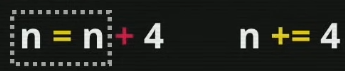 n = n + 4 n += 4